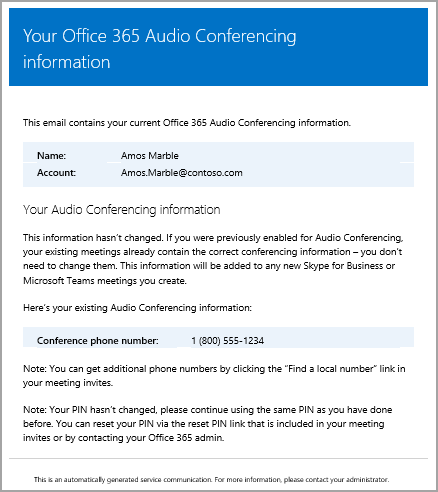 Your Office 365 Audio Conferencing
information
This email contains your current Office 365 Audio Conferencing information.
Name: Amos Marble
Account: Amos.Marble@contoso.com
Your Audio Conferencing information
This information hasn’t changed. If you were previously enabled for Audio Conferencing,
your existing meetings already contain the correct conferencing information – you don’t
need to change them. This information will be added to any new Skype for Business or
Microsoft Teams meetings you create.
Here’s your existing Audio Conferencing information:
Conference phone number: 1 (800) 555-1234
Note: You can get additional phone numbers by clicking the “Find a local number” link in
your meeting invites.
Note: Your PIN hasn’t changed, please continue using the same PIN as you have done
before. You can reset your PIN via the reset PIN link that is included in your meeting
invites or by contacting your Office 365 admin.
This is an automatically generated service communication. For more information, please contact your administrator.